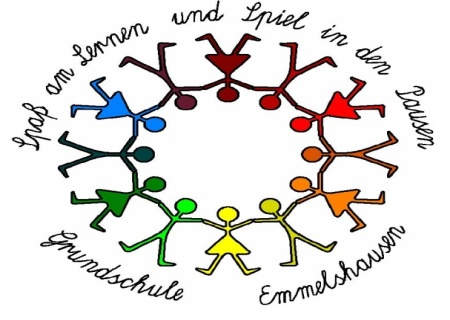 Spaß am Lernen und Spiel in den Pausen
Grundschule Emmelshausen